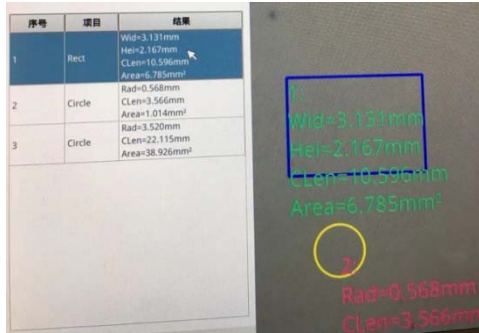 序号 项目 结果
1 Rect Wid=3.131mm
Hei=2.167mm
CLen=10.596mm
Area=6.785mm²
2 Circle Rad=0.568mm
CLen=3.566mm
Area=1.014mm²
3 Circle Rad=3.520mm
CLen=22.115mm
Area=38.926mm²
1:
Wid=3.131mm
Hei=2.167mm
CLen=10.596mm
Area=6.785mm²
2:
Rad=0.568mm
CLen=3.566mm